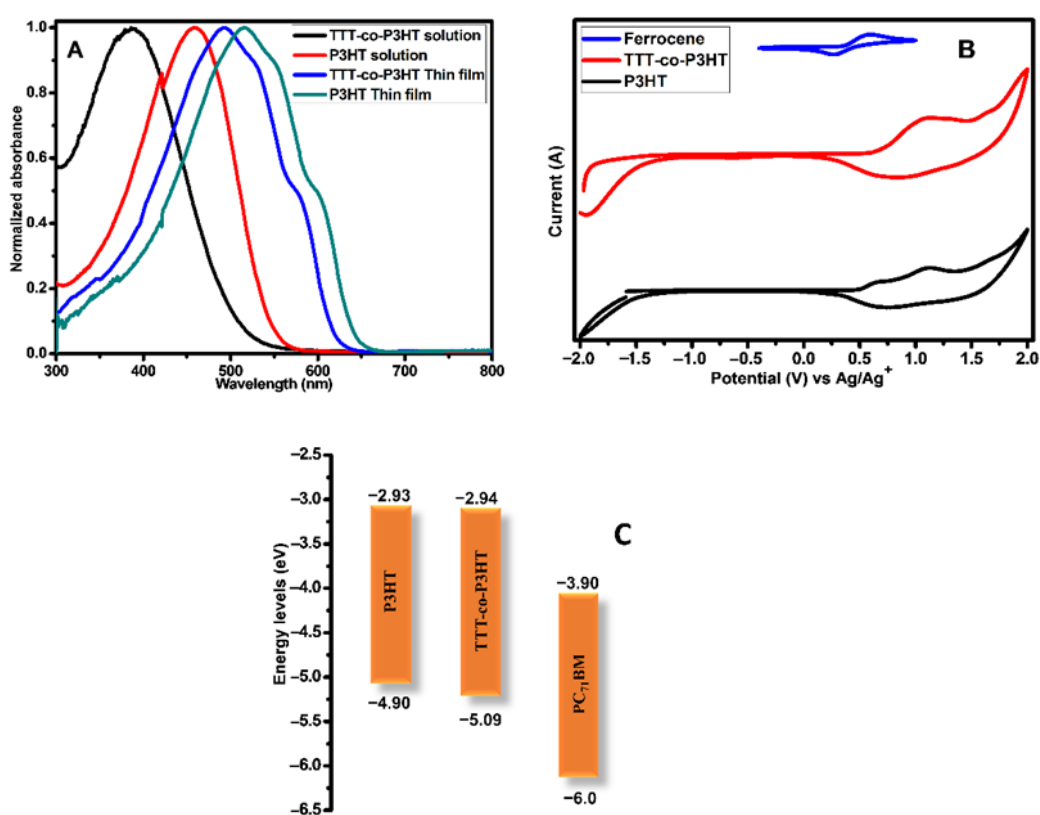 A
TTT-co-P3HT solution
P3HT solution
TTT-co-P3HT Thin film
P3HT Thin film
Normalized absorbance
1.0
0.8
0.6
0.4
0.2
0.0
300 400 500 600 700 800
Wavelength (nm)
B
Ferrocene
TTT-co-P3HT
P3HT
Current (A)
−2.0 −1.5 −1.0 −0.5 0.0 0.5 1.0 1.5 2.0
Potential (V) vs Ag/Ag⁺
C
Energy levels (eV)
−2.5
−3.0
−3.5
−4.0
−4.5
−5.0
−5.5
−6.0
−6.5
−2.93
P3HT
−4.90
−2.94
TTT-co-P3HT
−5.09
−3.90
PC₇₁BM
−6.0